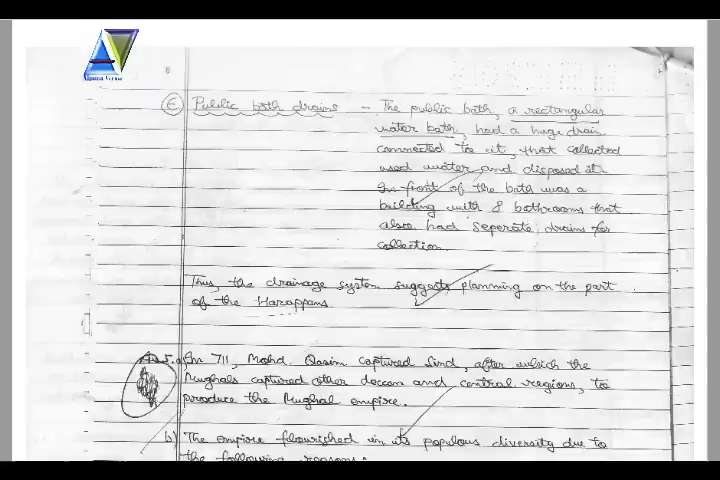 Apurva Verma
(E) Public bath drains - The public bath, a rectangular
water bath, had a huge drain
connected to it, that collected
used water and disposed it.
In front of the bath was a
building with 8 bathrooms that
also had seperate drains for
collection.
Thus, the drainage system suggests planning on the part
of the Harappans.
Ans 5. a) In 711, Mohd. Qasim captured Sind, after which the
Mughals captured other deccan and central regions, to
produce the Mughal empire.
b) The empire flourished in its populous diversity due to
the following reasons: